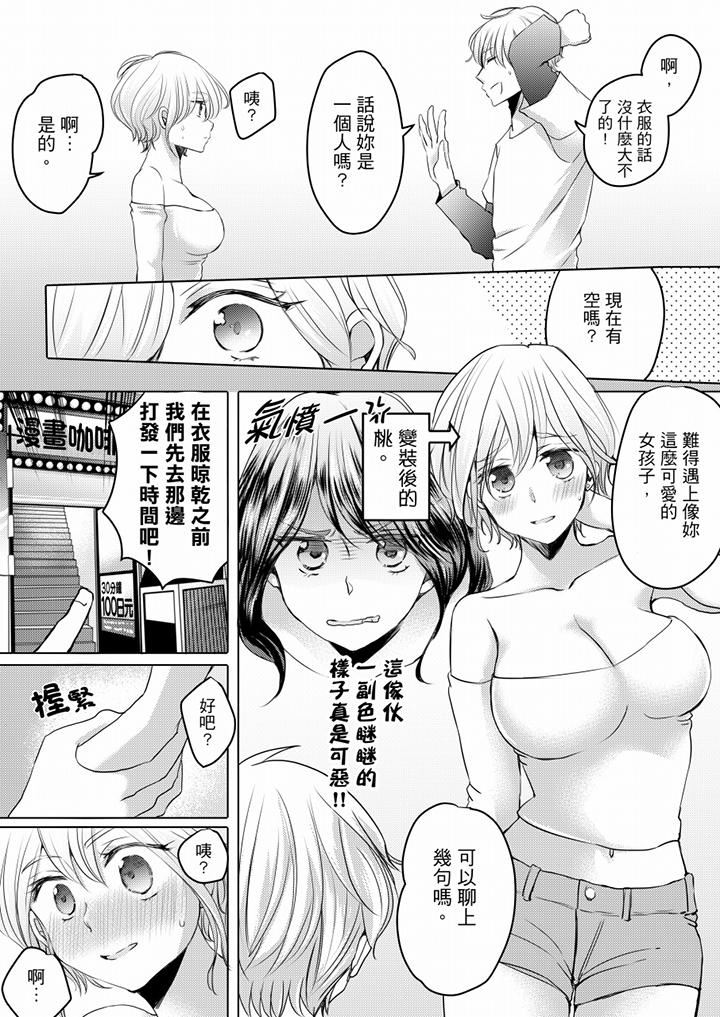 啊，
衣服的話
沒什麼大不
了的！
話說妳是
一個人嗎？
咦？
啊…
是的。
現在有
空嗎？
難得遇上像妳
這麼可愛的
女孩子，
變裝後的
桃。
氣憤—
這傢伙
一副色瞇瞇的
樣子真是可惡!!
可以聊上
幾句嗎。
漫畫咖啡
在衣服晾乾之前
我們先去那邊
打發一下時間吧！
30分鐘
100日元
握緊
好吧？
咦？
啊…